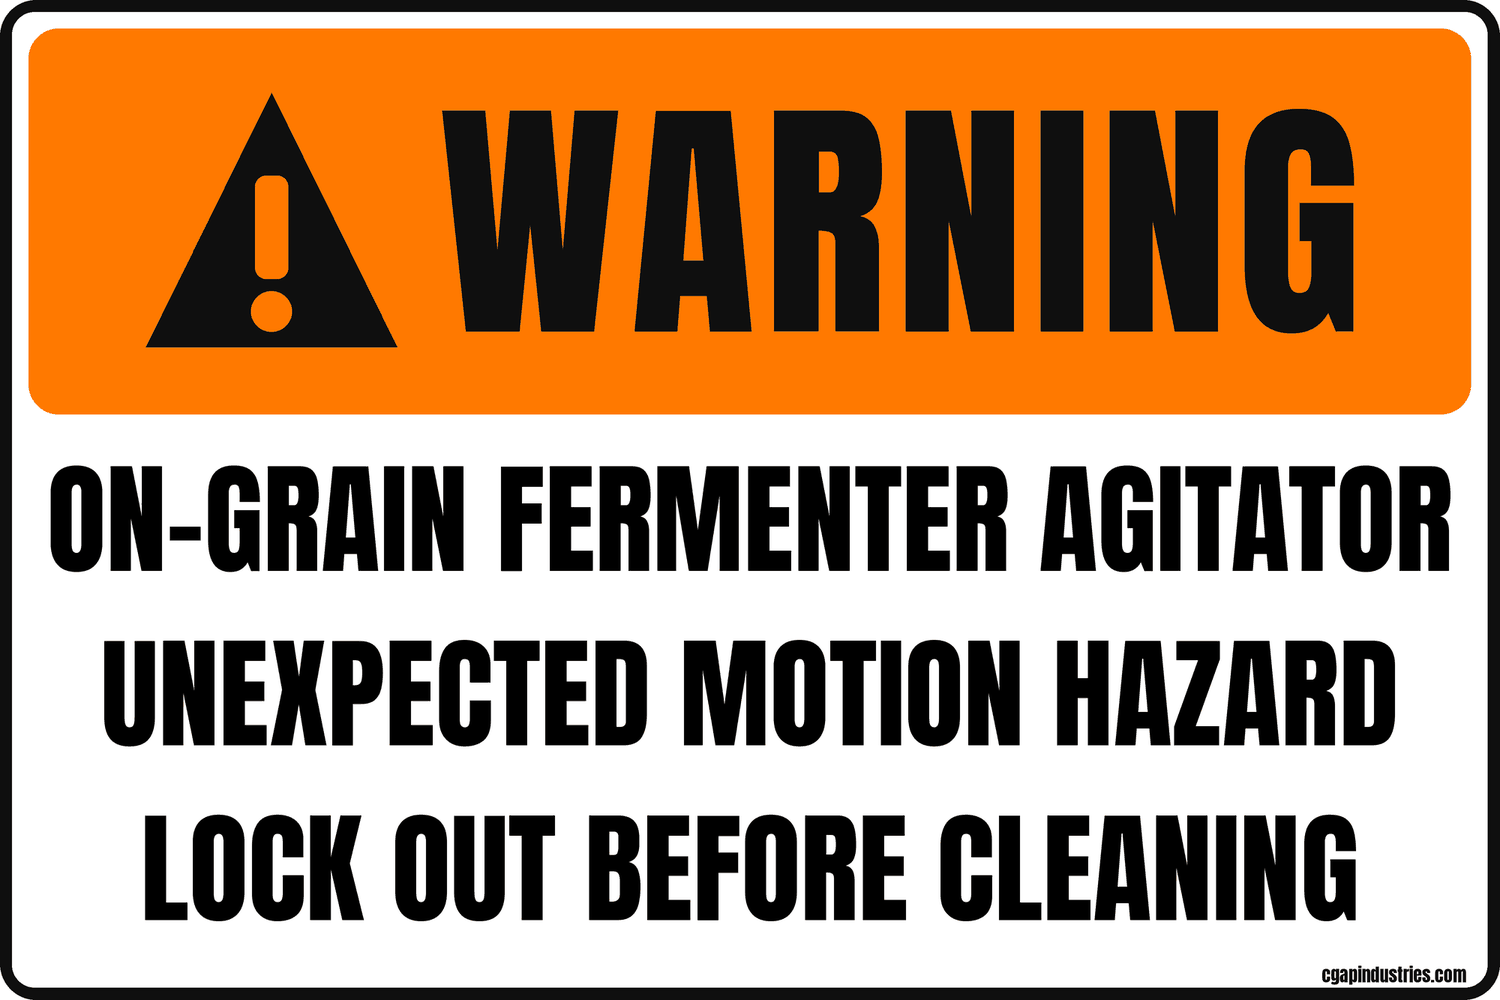 WARNING
ON-GRAIN FERMENTER AGITATOR
UNEXPECTED MOTION HAZARD
LOCK OUT BEFORE CLEANING
cgapindustries.com